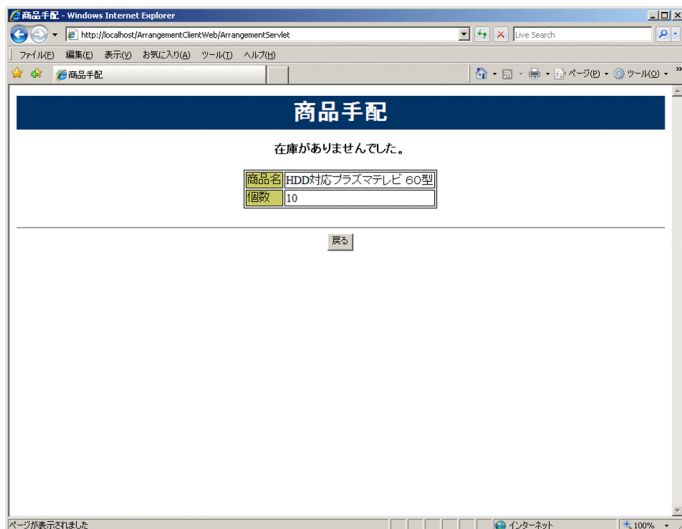 商品手配 - Windows Internet Explorer
http://localhost/ArrangementClientWeb/ArrangementServlet
Live Search
ファイル(F) 編集(E) 表示(V) お気に入り(A) ツール(T) ヘルプ(H)
商品手配
ページ(P) ツール(O)
商品手配
在庫がありませんでした。
商品名 HDD対応プラズマテレビ 60型
個数 10
戻る
ページが表示されました インターネット 100%